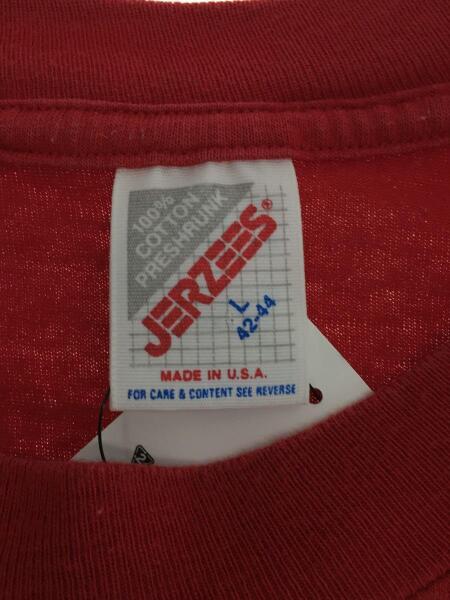 100%
COTTON
PRESHRUNK
JERZEES®
L
42-44
MADE IN U.S.A.
FOR CARE & CONTENT SEE REVERSE